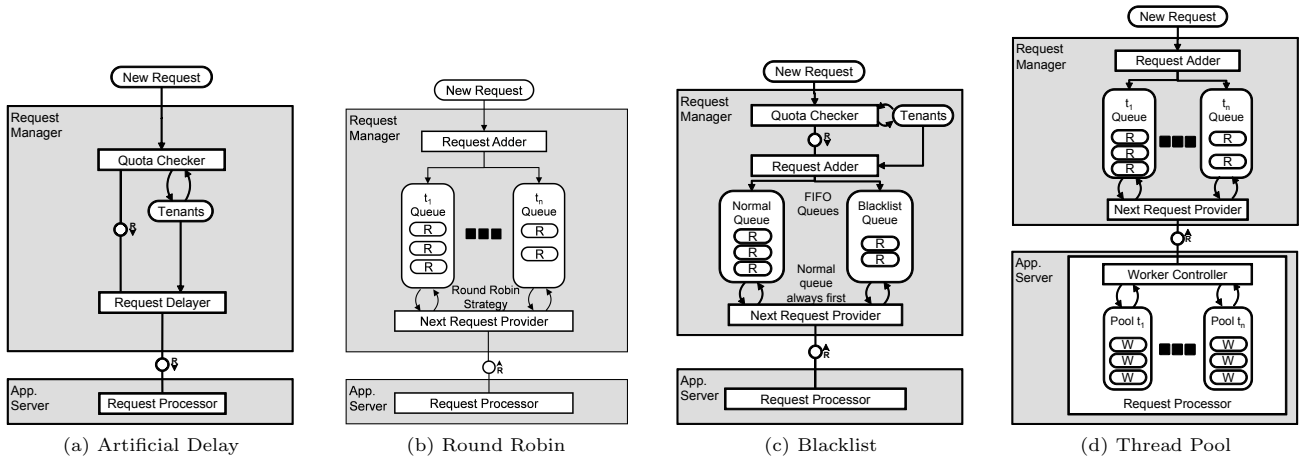 New Request
Request
Manager
Quota Checker
R
Tenants
Request Delayer
R
App.
Server
Request Processor
(a) Artificial Delay
New Request
Request
Manager
Request Adder
t1
Queue
R
R
R
tn
Queue
R
R
Round Robin
Strategy
Next Request Provider
R
App.
Server
Request Processor
(b) Round Robin
New Request
Request
Manager
Quota Checker
Tenants
R
Request Adder
Normal
Queue
R
R
R
FIFO
Queues
Blacklist
Queue
R
R
Normal
queue
always first
Next Request Provider
R
App.
Server
Request Processor
(c) Blacklist
New Request
Request
Manager
Request Adder
t1
Queue
R
R
R
tn
Queue
R
R
Next Request Provider
R
App.
Server
Worker Controller
Pool t1
W
W
W
Pool tn
W
W
W
Request Processor
(d) Thread Pool